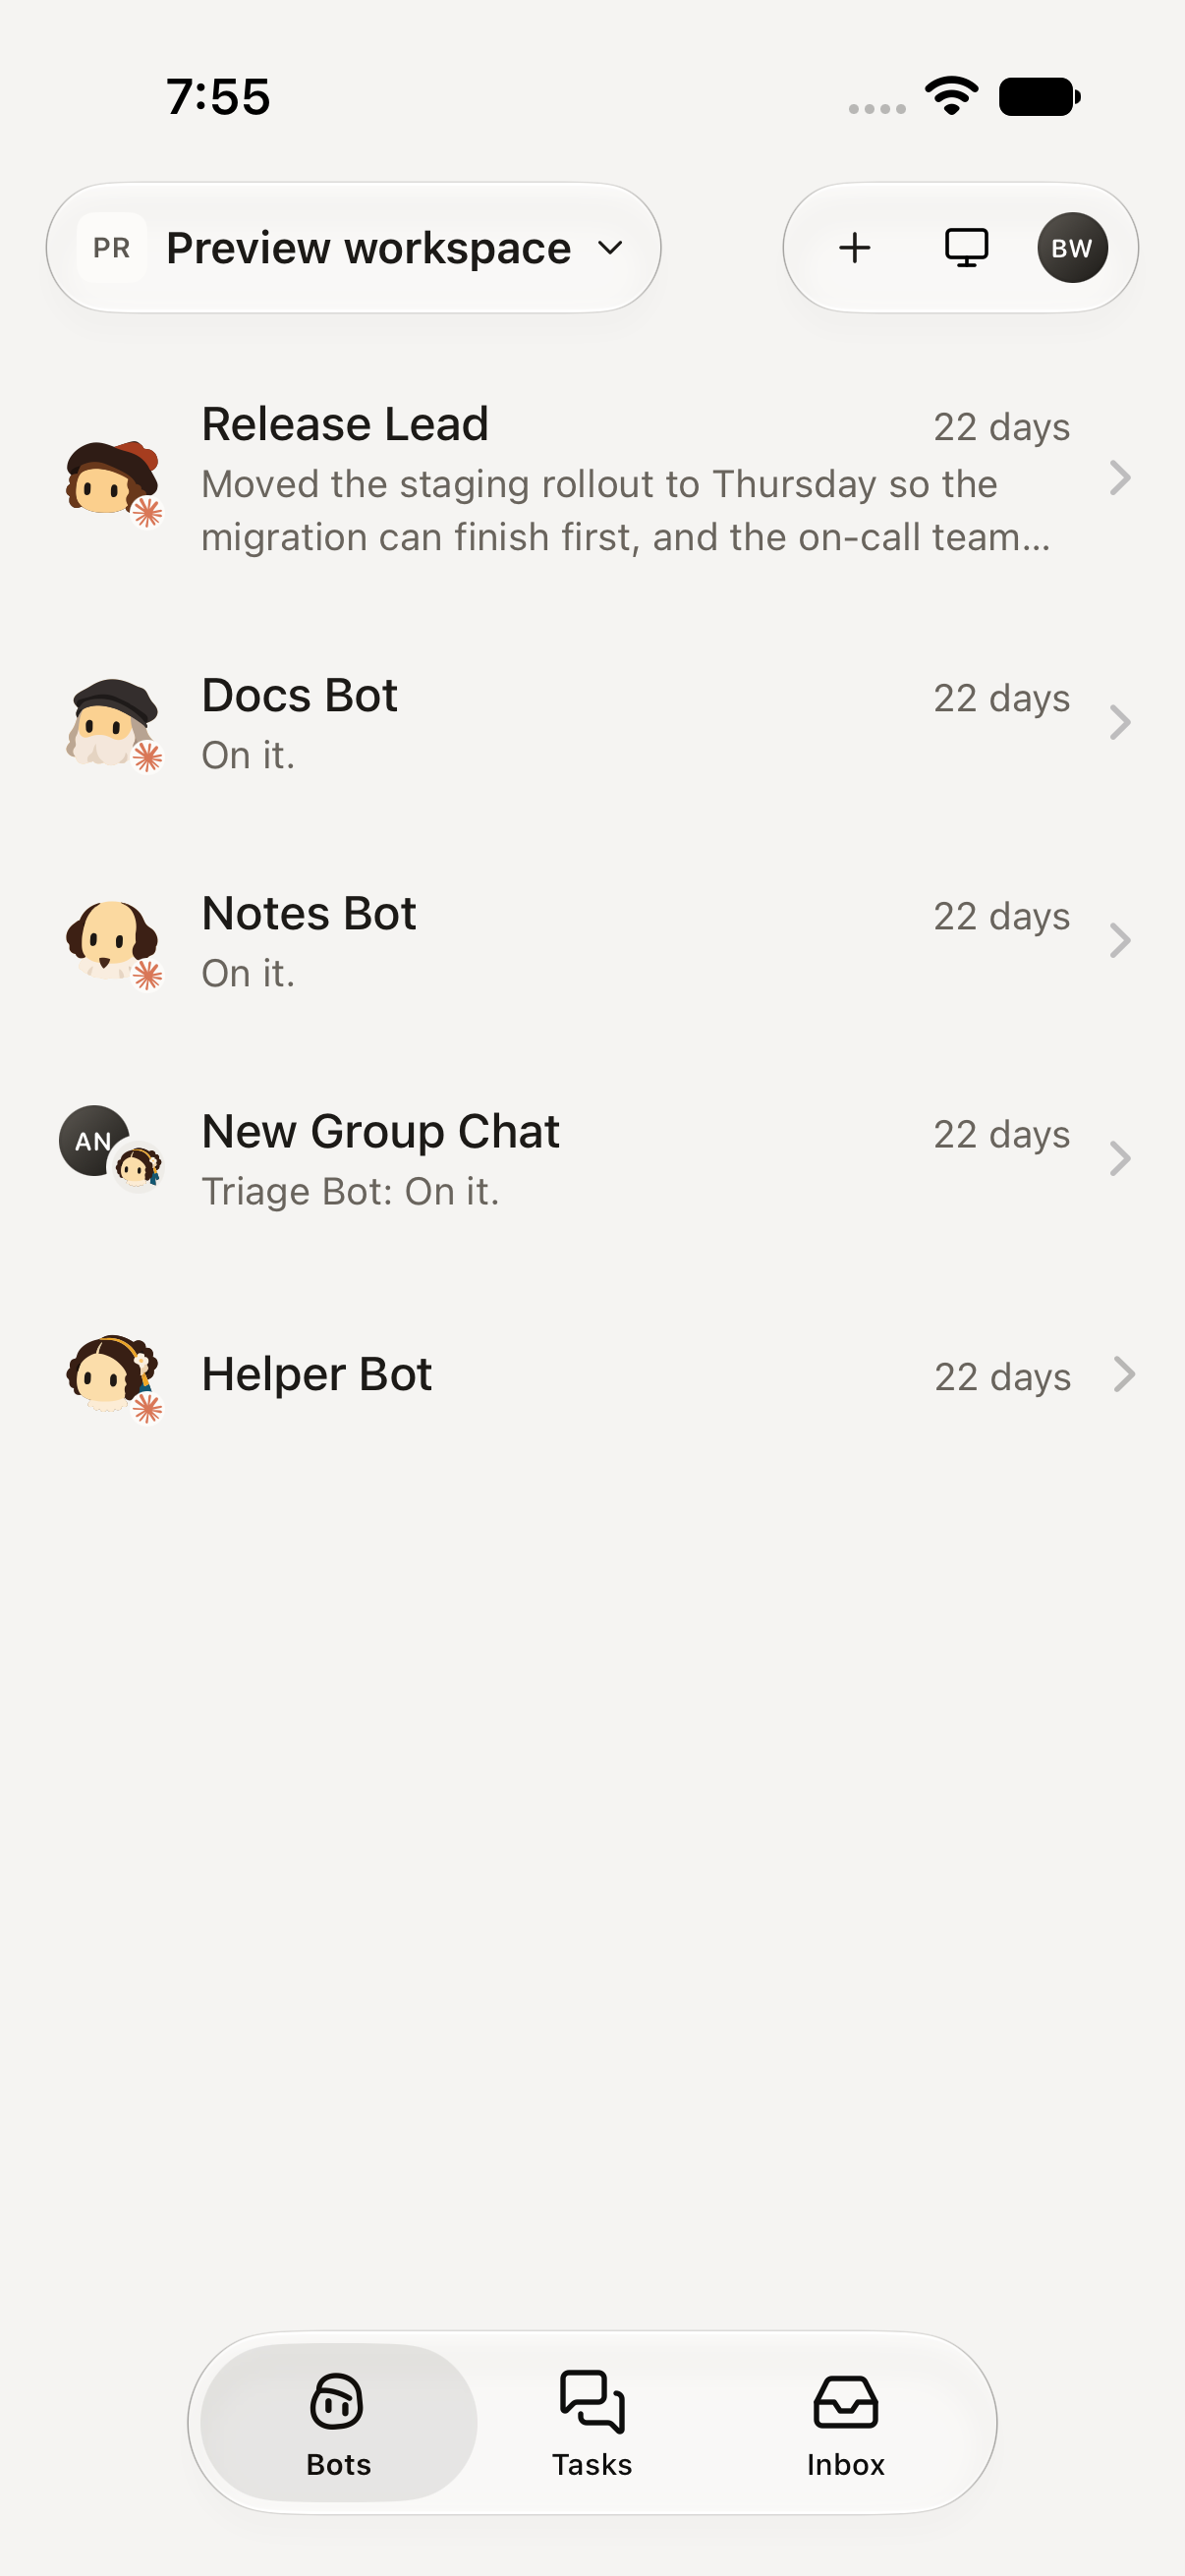 7:55
PR Preview workspace
BW
Release Lead 22 days
Moved the staging rollout to Thursday so the
migration can finish first, and the on-call team...
Docs Bot 22 days
On it.
Notes Bot 22 days
On it.
AN
New Group Chat 22 days
Triage Bot: On it.
Helper Bot 22 days
Bots Tasks Inbox